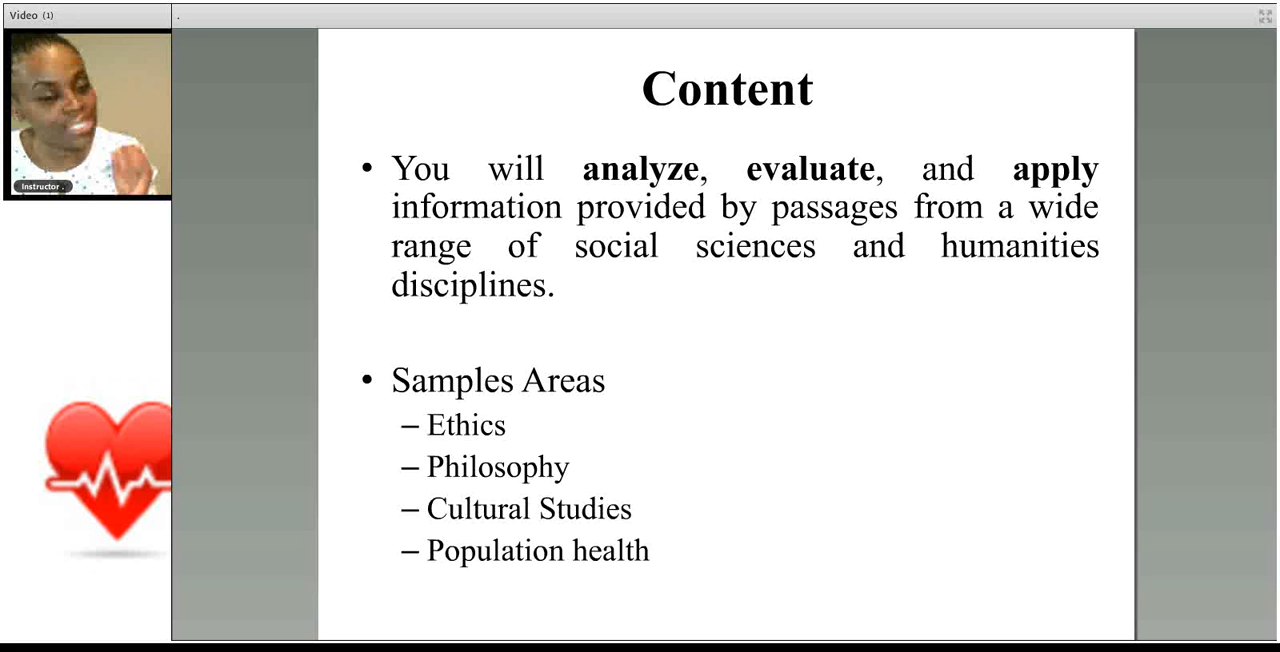 Video (1)
.
Instructor .
Content
• You will analyze, evaluate, and apply
information provided by passages from a wide
range of social sciences and humanities
disciplines.
• Samples Areas
– Ethics
– Philosophy
– Cultural Studies
– Population health